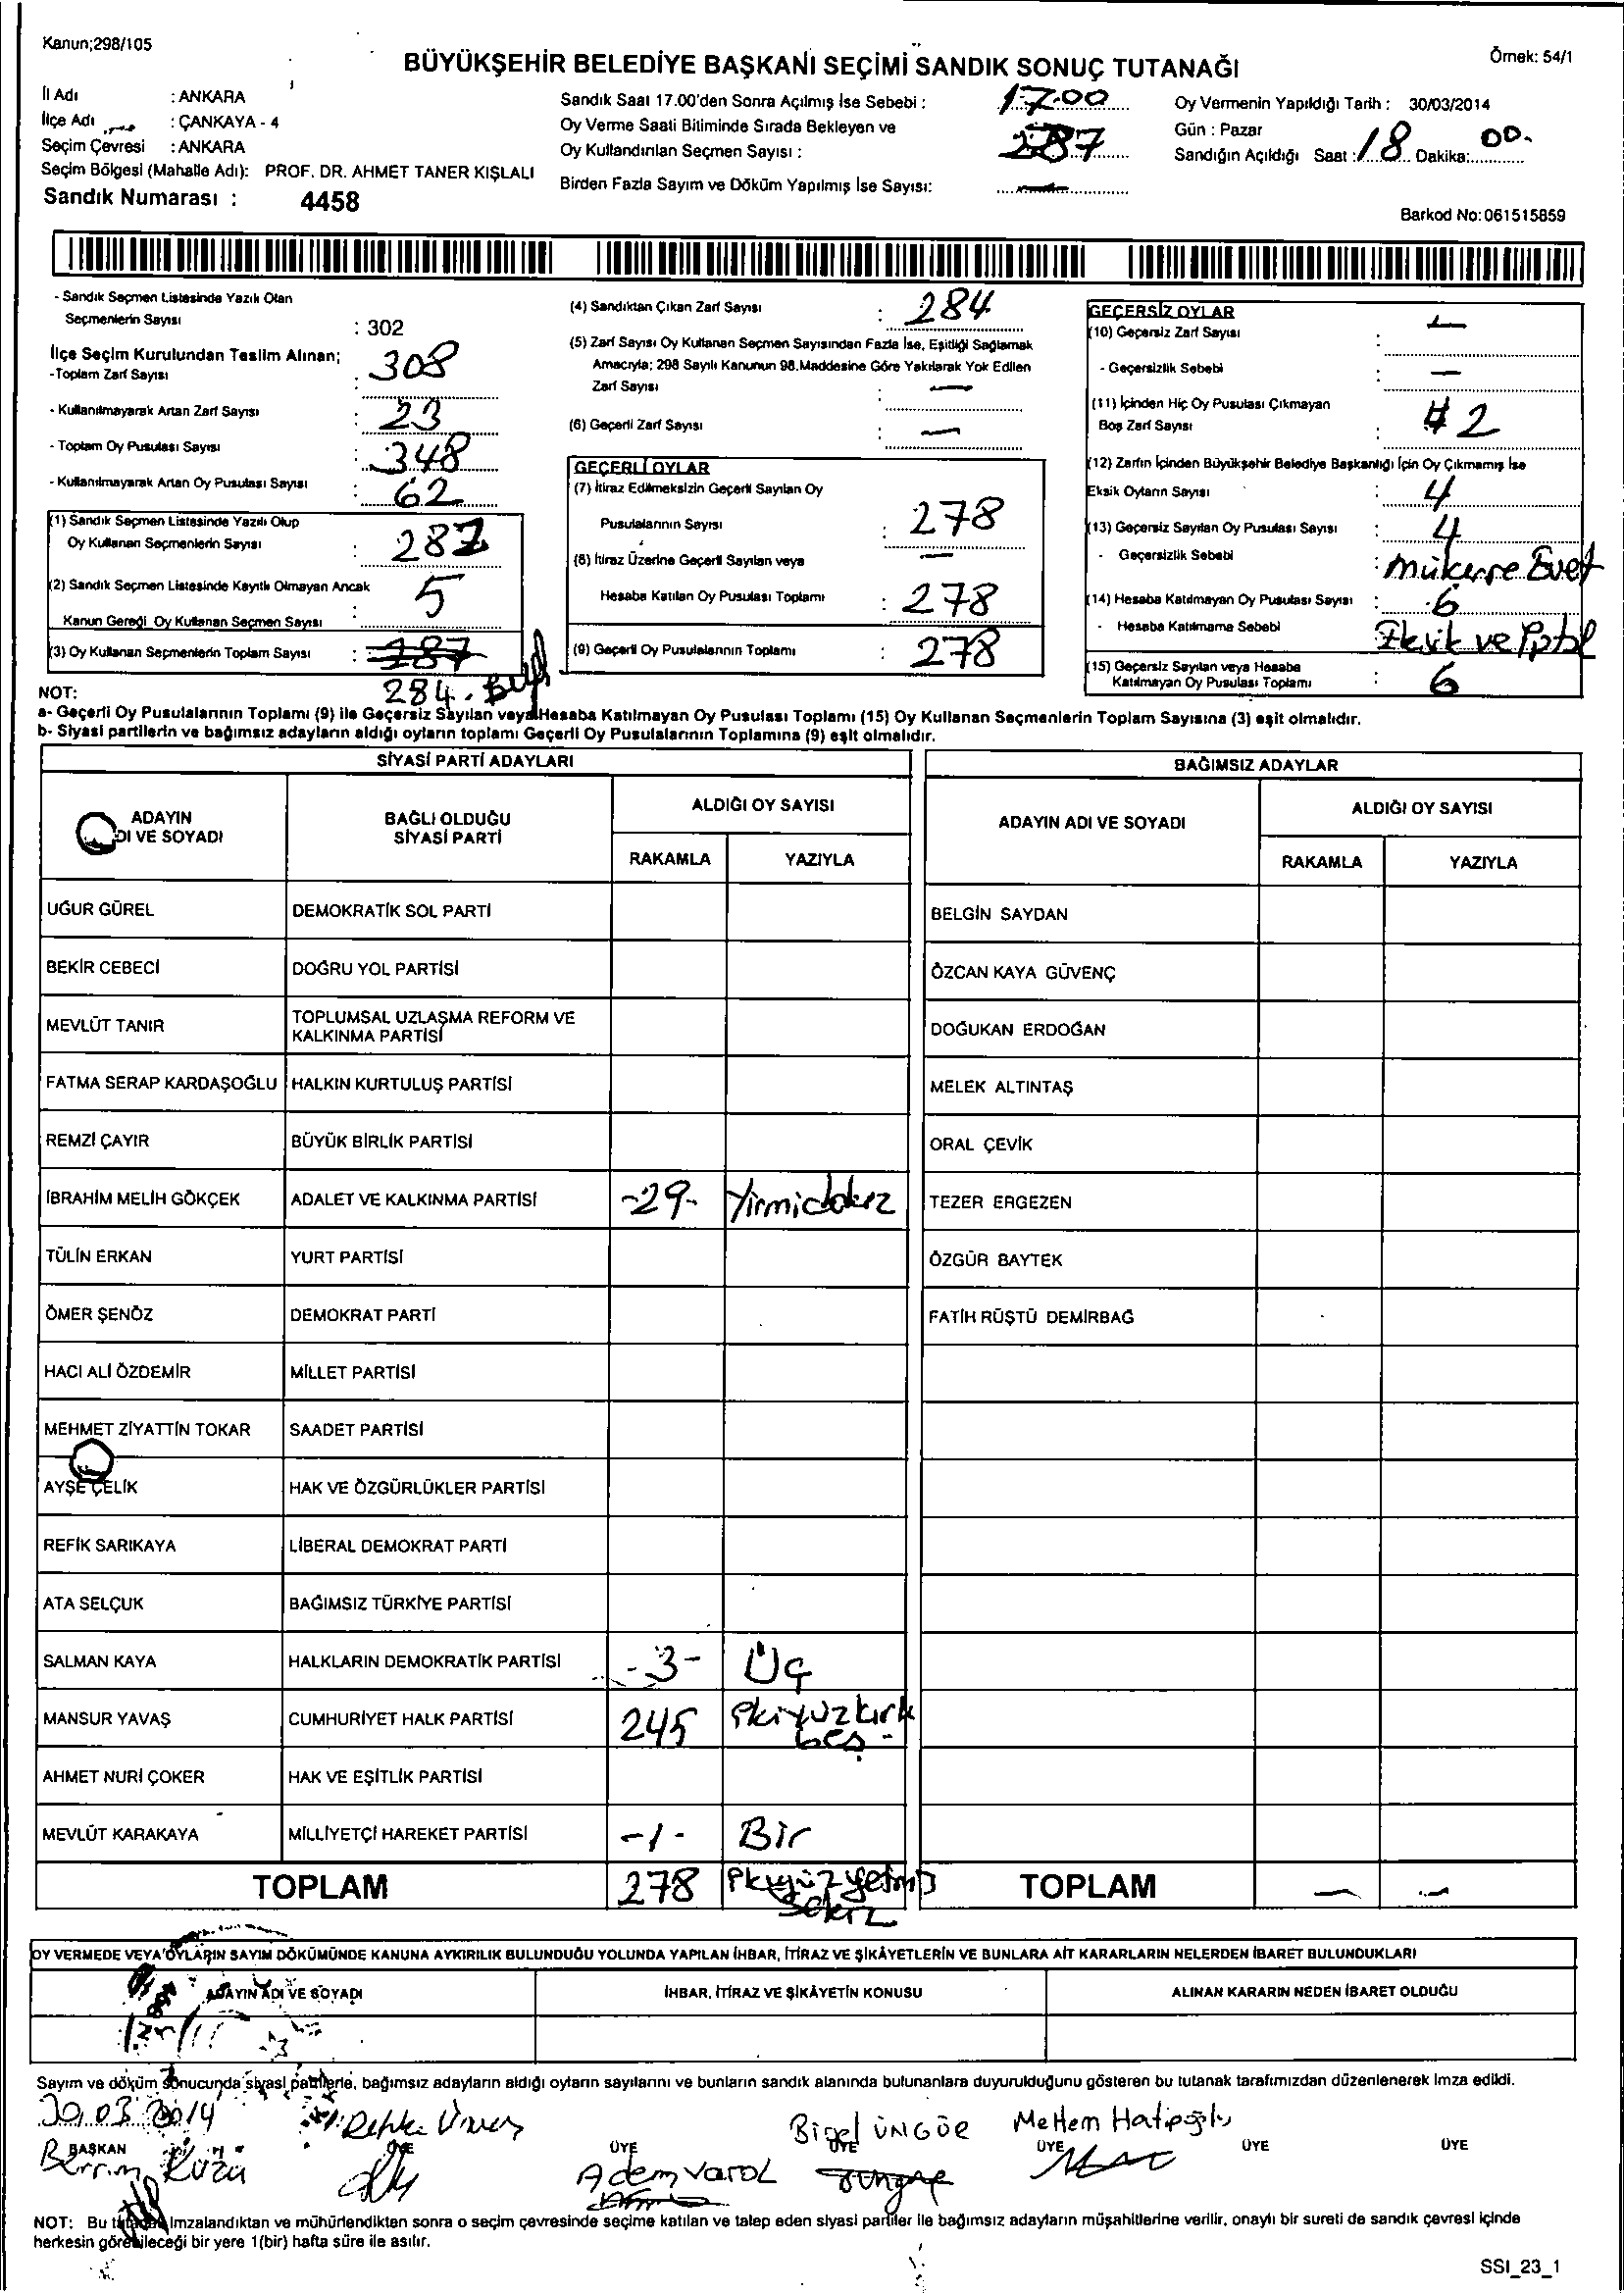 Kanun;298/105
Örnek: 54/1
BÜYÜKŞEHİR BELEDİYE BAŞKANI SEÇİMİ SANDIK SONUÇ TUTANAĞI
İl Adı : ANKARA
İlçe Adı : ÇANKAYA - 4
Seçim Çevresi : ANKARA
Seçim Bölgesi (Mahalle Adı): PROF. DR. AHMET TANER KIŞLALI
Sandık Numarası : 4458
Sandık Saat 17.00'den Sonra Açılmış İse Sebebi : 17.00
Oy Verme Saati Bitiminde Sırada Bekleyen ve
Oy Kullandırılan Seçmen Sayısı : 287
Birden Fazla Sayım ve Döküm Yapılmış İse Sayısı:
Oy Vermenin Yapıldığı Tarih : 30/03/2014
Gün : Pazar
Sandığın Açıldığı Saat : 18 Dakika: 00.
Barkod No: 061515859
- Sandık Seçmen Listesinde Yazılı Olan
Seçmenlerin Sayısı : 302
İlçe Seçim Kurulundan Teslim Alınan;
-Toplam Zarf Sayısı : 308
- Kullanılmayarak Artan Zarf Sayısı : 23
- Toplam Oy Pusulası Sayısı : 348
- Kullanılmayarak Artan Oy Pusulası Sayısı : 62
(1) Sandık Seçmen Listesinde Yazılı Olup
Oy Kullanan Seçmenlerin Sayısı : 287
(2) Sandık Seçmen Listesinde Kayıtlı Olmayan Ancak
Kanun Gereği Oy Kullanan Seçmen Sayısı : 5
(3) Oy Kullanan Seçmenlerin Toplam Sayısı : 287
284.
(4) Sandıktan Çıkan Zarf Sayısı : 284
(5) Zarf Sayısı Oy Kullanan Seçmen Sayısından Fazla İse, Eşitliği Sağlamak
Amacıyla; 298 Sayılı Kanunun 98.Maddesine Göre Yakılarak Yok Edilen
Zarf Sayısı : —
(6) Geçerli Zarf Sayısı : —
GEÇERLİ OYLAR
(7) İtiraz Edilmeksizin Geçerli Sayılan Oy
Pusulalarının Sayısı : 278
(8) İtiraz Üzerine Geçerli Sayılan veya —
Hesaba Katılan Oy Pusulası Toplamı : 278
(9) Geçerli Oy Pusulalarının Toplamı : 278
GEÇERSİZ OYLAR
(10) Geçersiz Zarf Sayısı : —
- Geçersizlik Sebebi : —
(11) İçinden Hiç Oy Pusulası Çıkmayan
Boş Zarf Sayısı : 2
(12) Zarfın İçinden Büyükşehir Belediye Başkanlığı İçin Oy Çıkmamış İse
Eksik Oyların Sayısı : 4
(13) Geçersiz Sayılan Oy Pusulası Sayısı : 4
- Geçersizlik Sebebi : mükerre Evet
(14) Hesaba Katılmayan Oy Pusulası Sayısı : 6
- Hesaba Katılmama Sebebi
(15) Geçersiz Sayılan veya Hesaba
Katılmayan Oy Pusulası Toplamı : 6
NOT:
a- Geçerli Oy Pusulalarının Toplamı (9) ile Geçersiz Sayılan veya Hesaba Katılmayan Oy Pusulası Toplamı (15) Oy Kullanan Seçmenlerin Toplam Sayısına (3) eşit olmalıdır.
b- Siyasi partilerin ve bağımsız adayların aldığı oyların toplamı Geçerli Oy Pusulalarının Toplamına (9) eşit olmalıdır.
SİYASİ PARTİ ADAYLARI
BAĞIMSIZ ADAYLAR
ADAYIN
DI VE SOYADI
BAĞLI OLDUĞU
SİYASİ PARTİ
ALDIĞI OY SAYISI
RAKAMLA YAZIYLA
ADAYIN ADI VE SOYADI
ALDIĞI OY SAYISI
RAKAMLA YAZIYLA
UĞUR GÜREL DEMOKRATİK SOL PARTİ BELGİN SAYDAN
BEKİR CEBECİ DOĞRU YOL PARTİSİ ÖZCAN KAYA GÜVENÇ
MEVLÜT TANIR TOPLUMSAL UZLAŞMA REFORM VE
KALKINMA PARTİSİ DOĞUKAN ERDOĞAN
FATMA SERAP KARDAŞOĞLU HALKIN KURTULUŞ PARTİSİ MELEK ALTINTAŞ
REMZİ ÇAYIR BÜYÜK BİRLİK PARTİSİ ORAL ÇEVİK
İBRAHİM MELİH GÖKÇEK ADALET VE KALKINMA PARTİSİ -29- Yirmidokuz TEZER ERGEZEN
TÜLİN ERKAN YURT PARTİSİ ÖZGÜR BAYTEK
ÖMER ŞENÖZ DEMOKRAT PARTİ FATİH RÜŞTÜ DEMİRBAĞ
HACI ALİ ÖZDEMİR MİLLET PARTİSİ
MEHMET ZİYATTİN TOKAR SAADET PARTİSİ
AYŞE ÇELİK HAK VE ÖZGÜRLÜKLER PARTİSİ
REFİK SARIKAYA LİBERAL DEMOKRAT PARTİ
ATA SELÇUK BAĞIMSIZ TÜRKİYE PARTİSİ
SALMAN KAYA HALKLARIN DEMOKRATİK PARTİSİ -3- Üç
MANSUR YAVAŞ CUMHURİYET HALK PARTİSİ 245 İkiyüzkırk
beş -
AHMET NURİ ÇOKER HAK VE EŞİTLİK PARTİSİ
MEVLÜT KARAKAYA MİLLİYETÇİ HAREKET PARTİSİ -1- Bir
TOPLAM 278 İkiyüzyetmiş
Sekiz
TOPLAM — —
OY VERMEDE VEYA OYLARIN SAYIM DÖKÜMÜNDE KANUNA AYKIRILIK BULUNDUĞU YOLUNDA YAPILAN İHBAR, İTİRAZ VE ŞİKÂYETLERİN VE BUNLARA AİT KARARLARIN NELERDEN İBARET BULUNDUKLARI
ADAYIN ADI VE SOYADI İHBAR, İTİRAZ VE ŞİKÂYETİN KONUSU ALINAN KARARIN NEDEN İBARET OLDUĞU
Sayım ve döküm sonucunda siyasi partilerle, bağımsız adayların aldığı oyların sayılarını ve bunların sandık alanında bulunanlara duyurulduğunu gösteren bu tutanak tarafımızdan düzenlenerek imza edildi.
30.03.2014
Birgel ÜNGÖR Meltem Hatipoğlu
BAŞKAN ÜYE ÜYE ÜYE ÜYE ÜYE ÜYE
Adem VAROL
NOT: Bu tutanak imzalandıktan ve mühürlendikten sonra o seçim çevresinde seçime katılan ve talep eden siyasi partiler ile bağımsız adayların müşahitlerine verilir, onaylı bir sureti de sandık çevresi içinde
herkesin görebileceği bir yere 1(bir) hafta süre ile asılır.
SSI_23_1